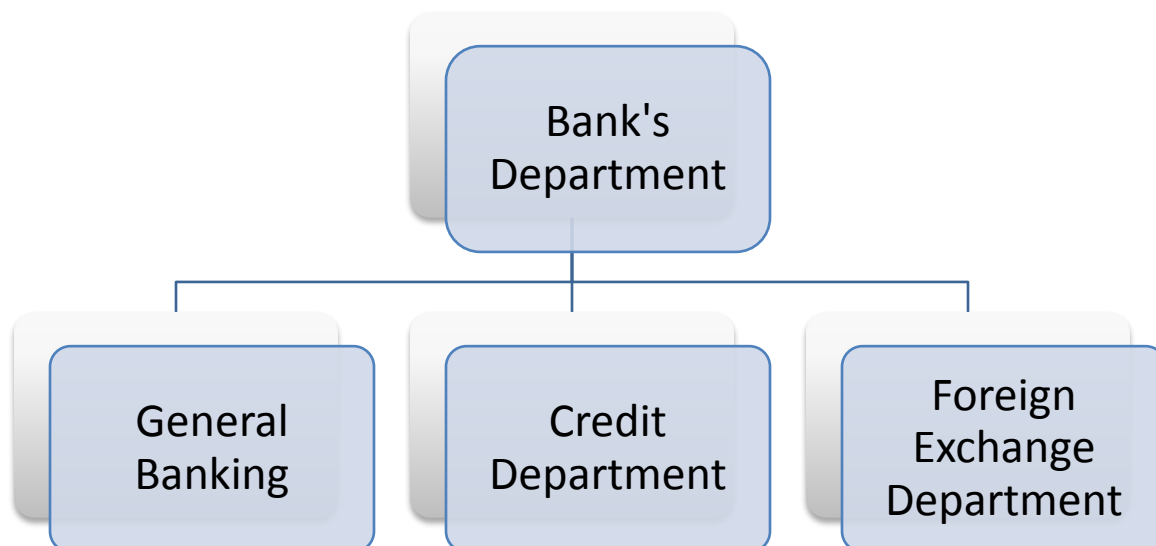 Bank's
Department
General
Banking
Credit
Department
Foreign
Exchange
Department